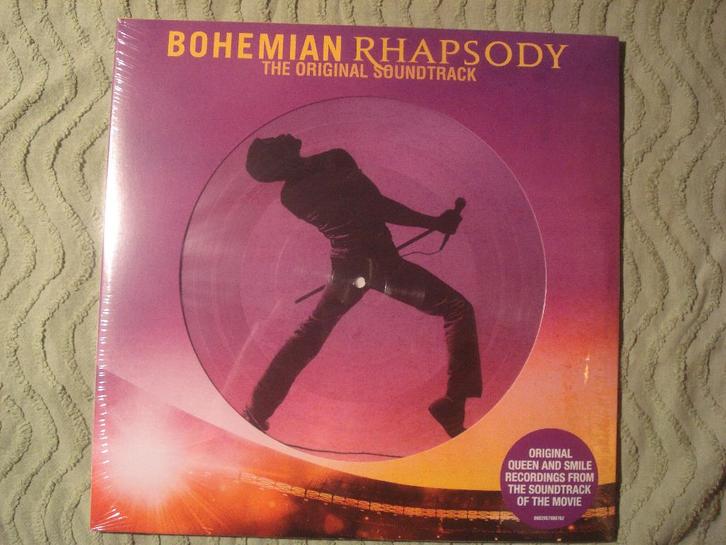 BOHEMIAN RHAPSODY
THE ORIGINAL SOUNDTRACK
ORIGINAL
QUEEN AND SMILE
RECORDINGS FROM
THE SOUNDTRACK
OF THE MOVIE